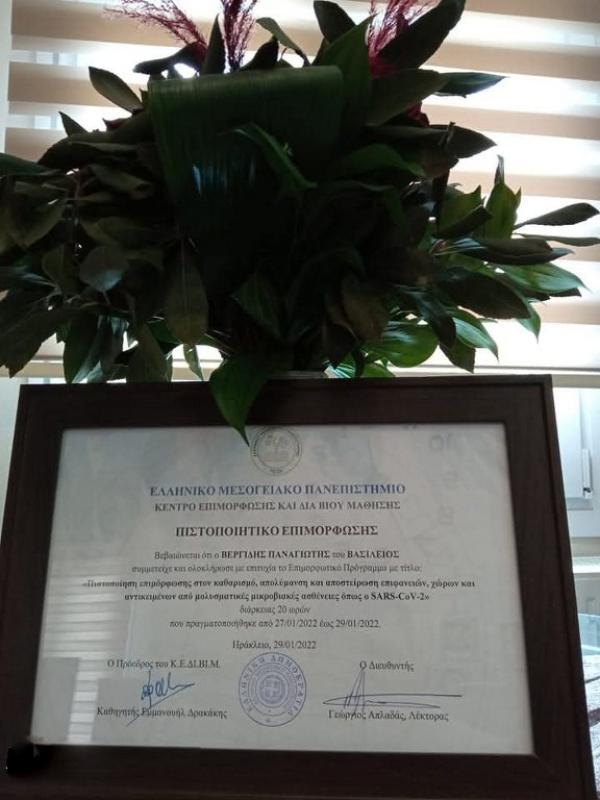 ΕΛΛΗΝΙΚΟ ΜΕΣΟΓΕΙΑΚΟ ΠΑΝΕΠΙΣΤΗΜΙΟ
ΚΕΝΤΡΟ ΕΠΙΜΟΡΦΩΣΗΣ ΚΑΙ ΔΙΑ ΒΙΟΥ ΜΑΘΗΣΗΣ
ΠΙΣΤΟΠΟΙΗΤΙΚΟ ΕΠΙΜΟΡΦΩΣΗΣ
Βεβαιώνεται ότι ο ΒΕΡΓΙΔΗΣ ΠΑΝΑΓΙΩΤΗΣ του ΒΑΣΙΛΕΙΟΣ
συμμετείχε και ολοκλήρωσε με επιτυχία το Επιμορφωτικό Πρόγραμμα με τίτλο:
«Πιστοποίηση επιμόρφωσης στον καθαρισμό, απολύμανση και αποστείρωση επιφανειών, χώρων και
αντικειμένων από μολυσματικές μικροβιακές ασθένειες όπως ο SARS-CoV-2»
διάρκειας 20 ωρών
που πραγματοποιήθηκε από 27/01/2022 έως 29/01/2022.
Ηράκλειο, 29/01/2022
Ο Πρόεδρος του Κ.Ε.ΔΙ.ΒΙ.Μ. Ο Διευθυντής
ΕΛΛΗΝΙΚΗ ΔΗΜΟΚΡΑΤΙΑ
Καθηγητής Εμμανουήλ Δρακάκης Γεώργιος Απλαδάς, Λέκτορας